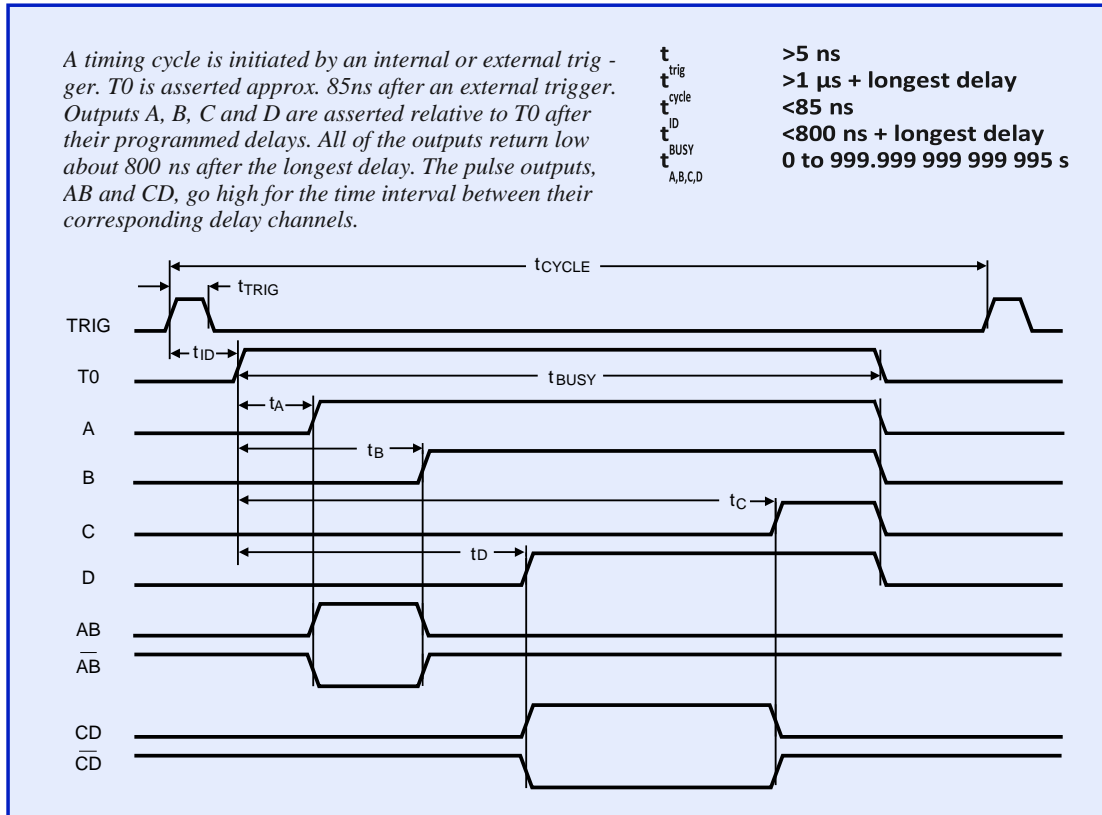 A timing cycle is initiated by an internal or external trig -
ger. T0 is asserted approx. 85ns after an external trigger.
Outputs A, B, C and D are asserted relative to T0 after
their programmed delays. All of the outputs return low
about 800 ns after the longest delay. The pulse outputs,
AB and CD, go high for the time interval between their
corresponding delay channels.
t trig >5 ns
t cycle >1 µs + longest delay
t ID <85 ns
t BUSY <800 ns + longest delay
t A,B,C,D 0 to 999.999 999 999 995 s
tCYCLE
tTRIG
TRIG
tID
T0
tBUSY
tA
A
tB
B
tC
C
tD
D
AB
A̅B̅
CD
C̅D̅